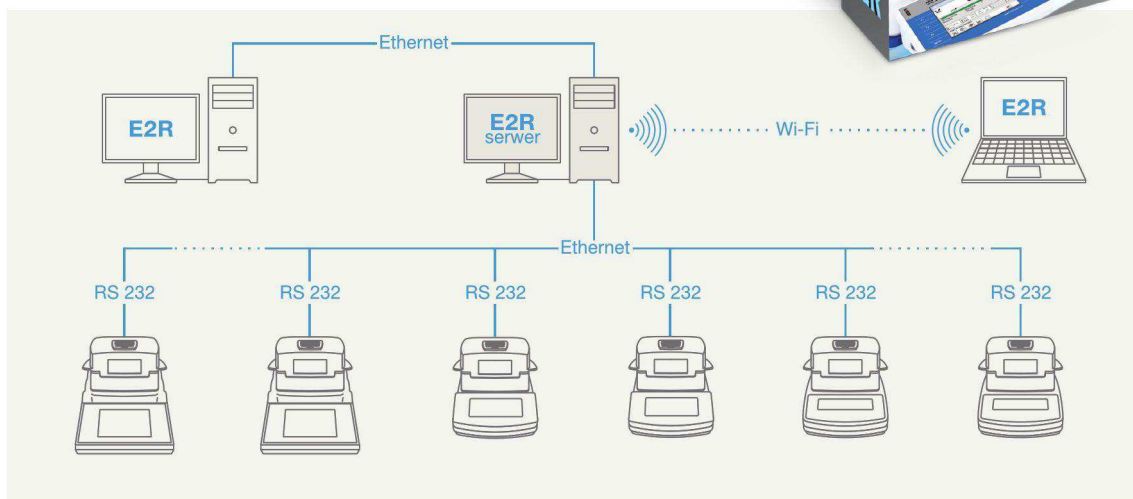 Ethernet
E2R
E2R
serwer
Wi-Fi
E2R
Ethernet
RS 232
RS 232
RS 232
RS 232
RS 232
RS 232